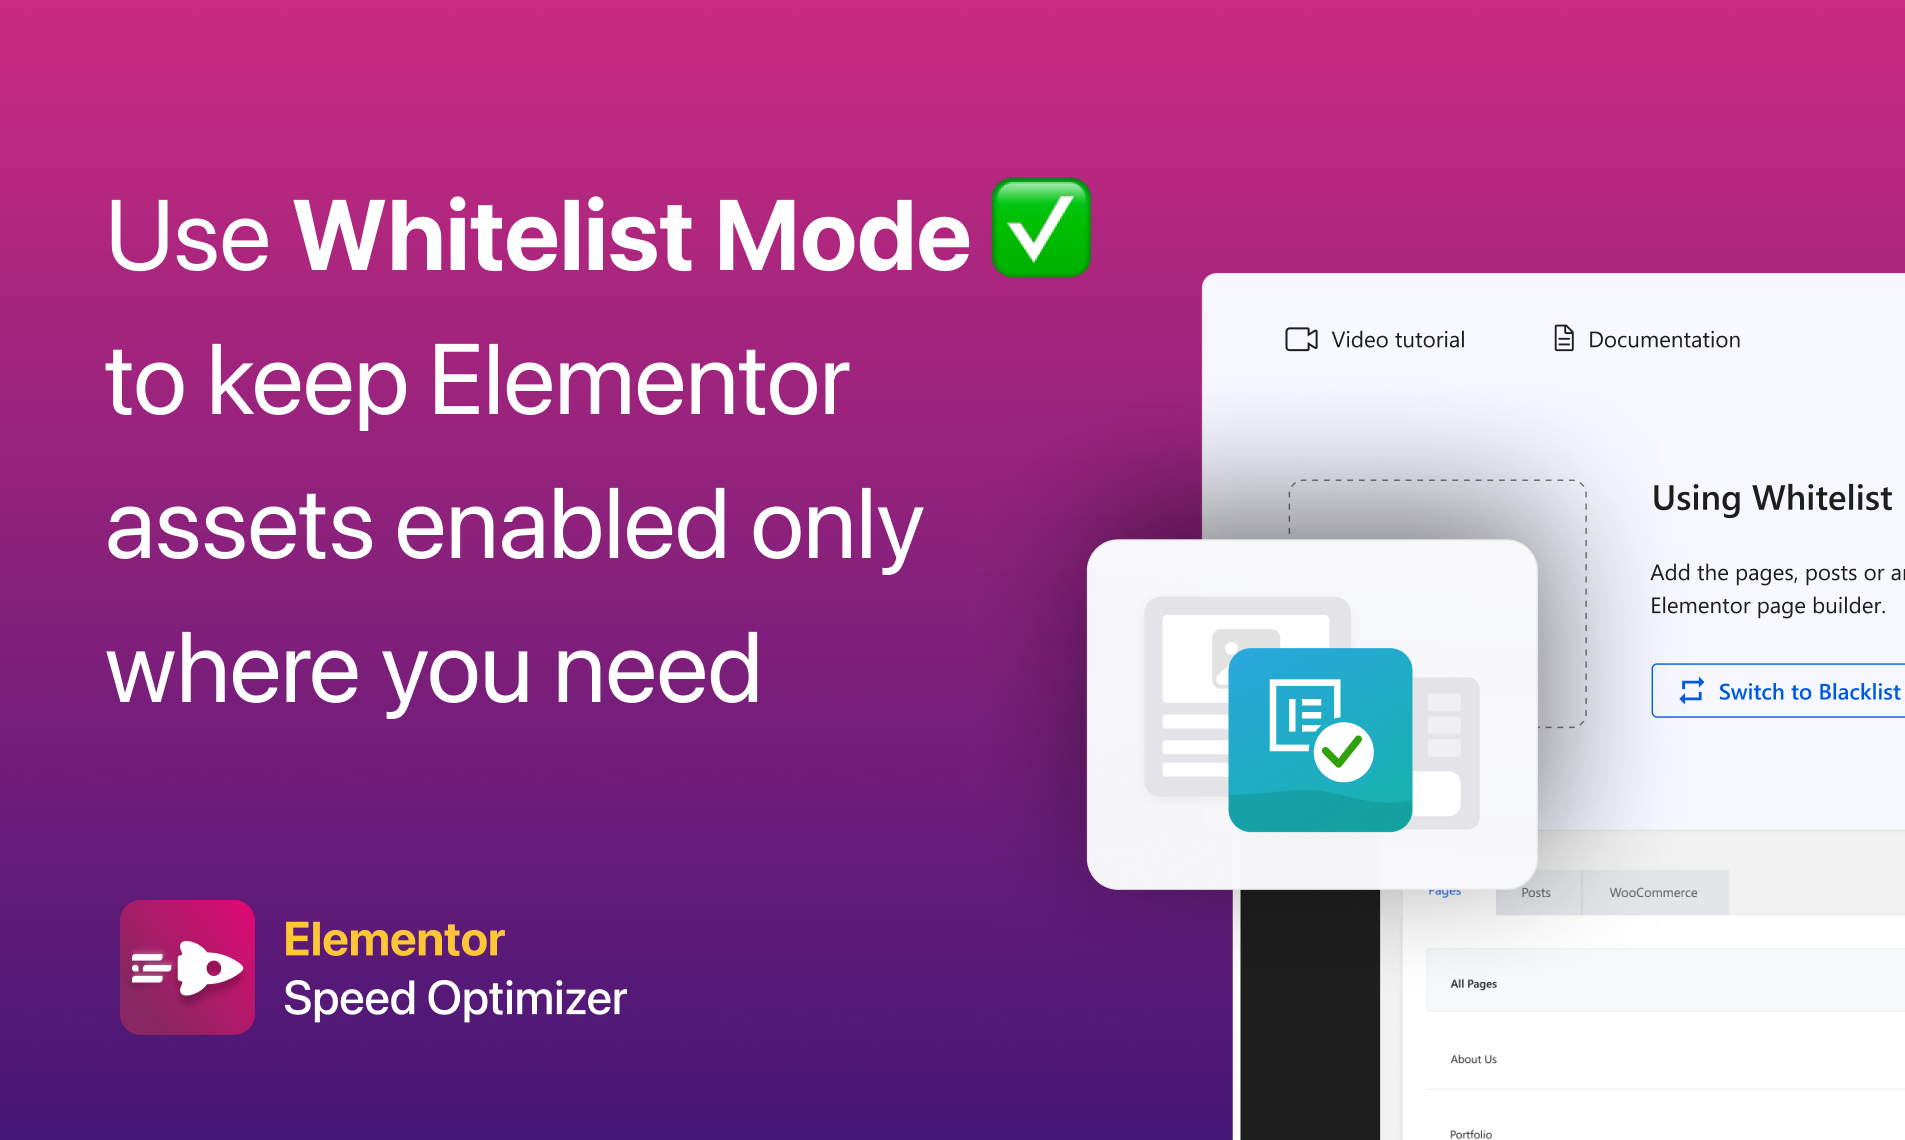 Use Whitelist Mode ✅
to keep Elementor
assets enabled only
where you need
Elementor
Speed Optimizer
Video tutorial
Documentation
Using Whitelist
Add the pages, posts or
Elementor page builder.
Switch to Blacklist
Pages
Posts
WooCommerce
All Pages
About Us
Portfolio